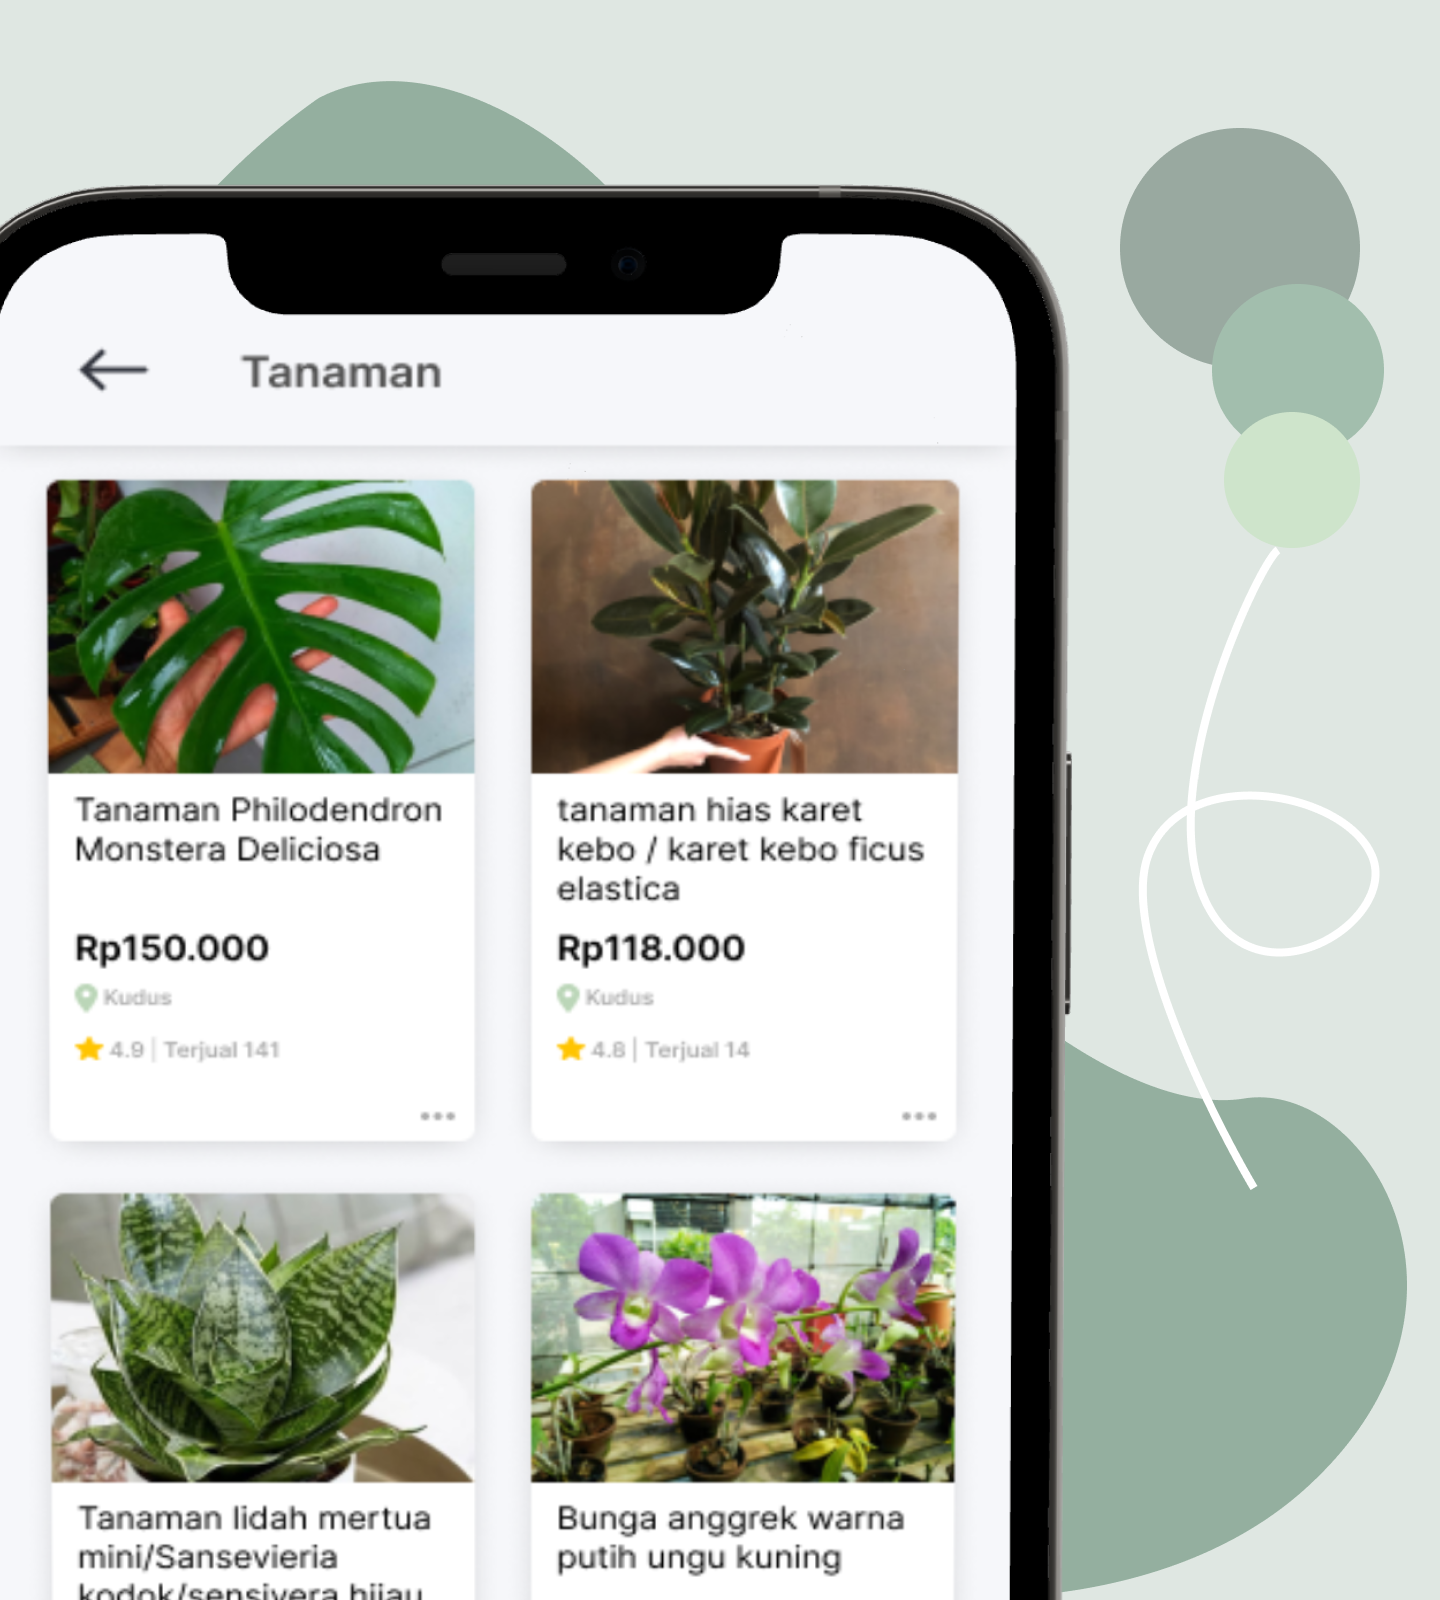 Tanaman
Tanaman Philodendron
Monstera Deliciosa
Rp150.000
Kudus
4.9 | Terjual 141
tanaman hias karet
kebo / karet kebo ficus
elastica
Rp118.000
Kudus
4.8 | Terjual 14
Tanaman lidah mertua
mini/Sansevieria
kodok/sensivera hijau
Bunga anggrek warna
putih ungu kuning